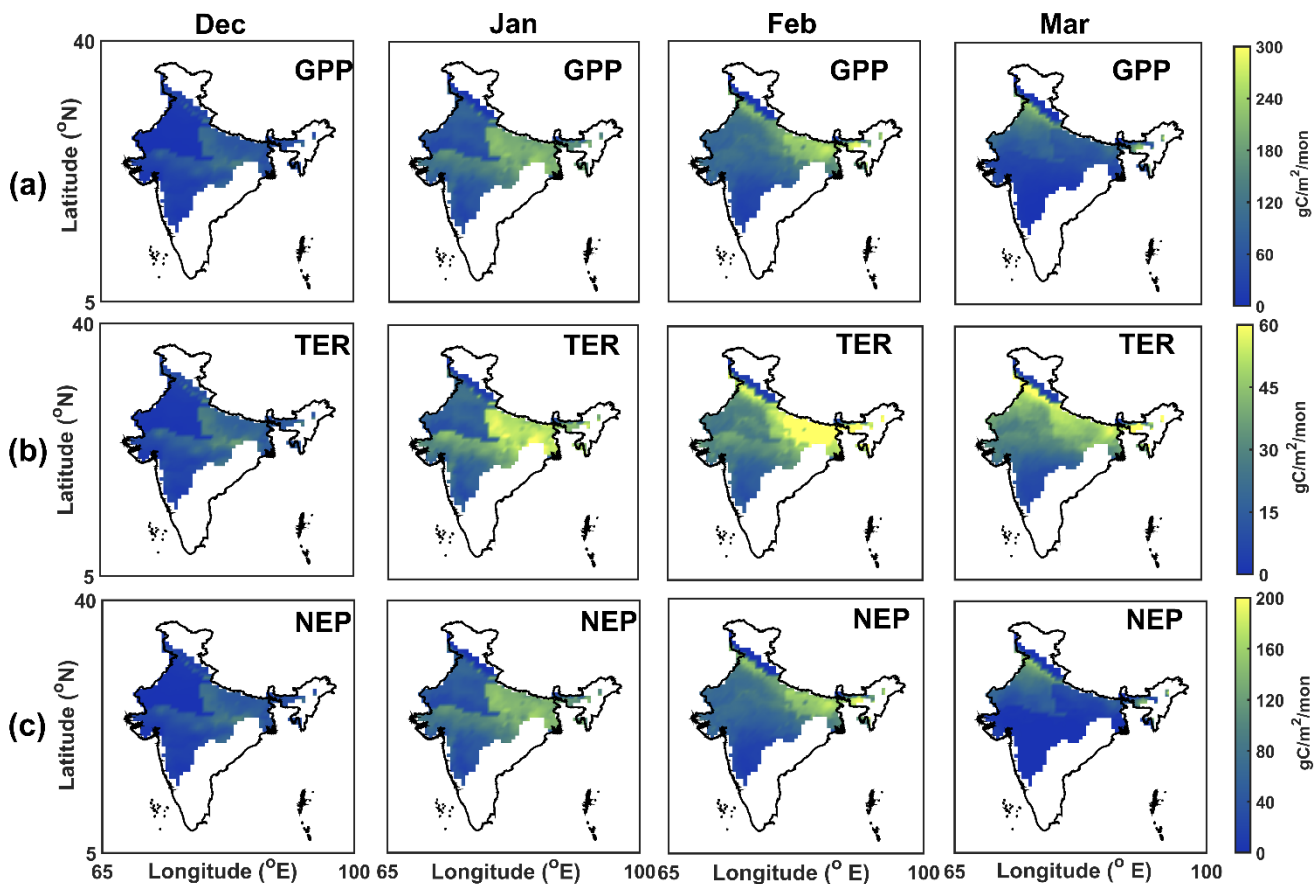 Dec Jan Feb Mar
40 GPP GPP GPP GPP 300
240
180
120
60
0
gC/m²/mon
(a) Latitude (°N)
5
40 TER TER TER TER 60
45
30
15
0
gC/m²/mon
(b) Latitude (°N)
5
40 NEP NEP NEP NEP 200
160
120
80
40
0
gC/m²/mon
(c) Latitude (°N)
5
65 Longitude (°E) 100 65 Longitude (°E) 100 65 Longitude (° E) 100 65 Longitude (°E) 100